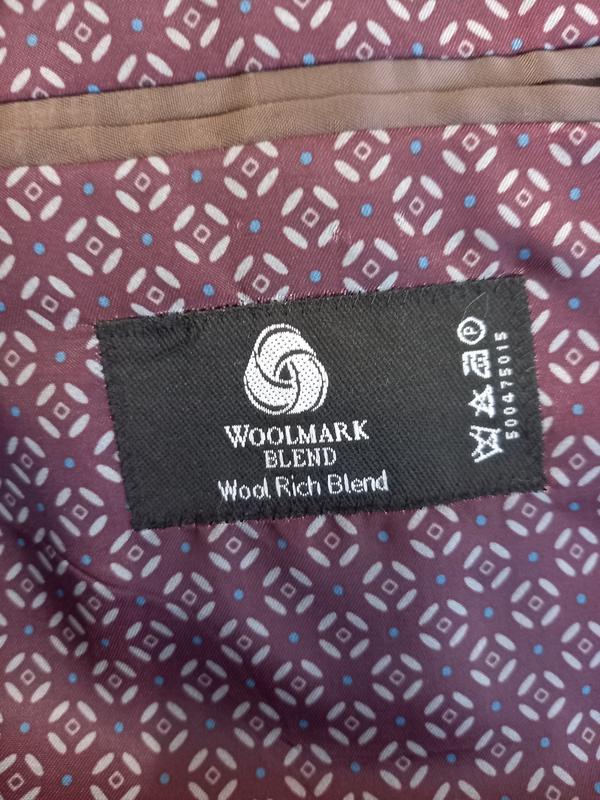 WOOLMARK
BLEND
Wool Rich Blend
P
500475015